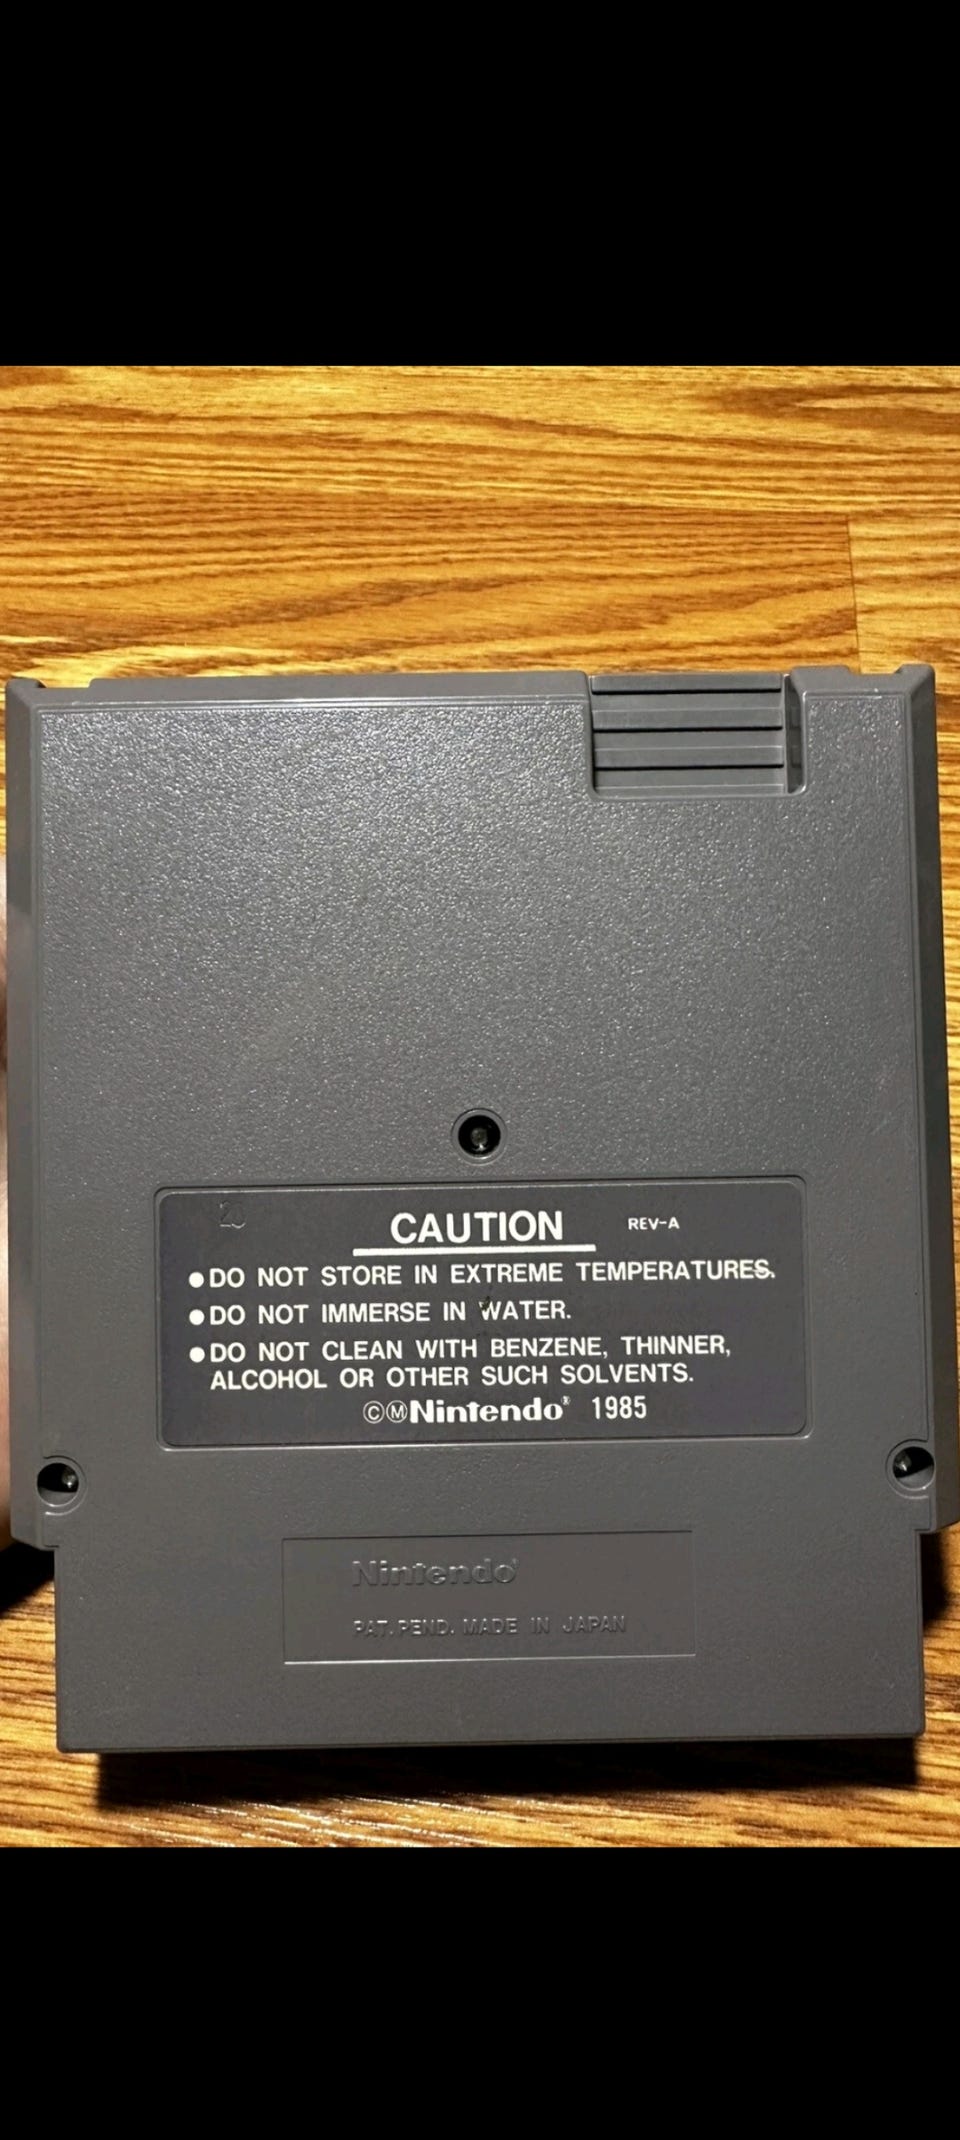 20
CAUTION REV-A
●DO NOT STORE IN EXTREME TEMPERATURES.
●DO NOT IMMERSE IN WATER.
●DO NOT CLEAN WITH BENZENE, THINNER,
ALCOHOL OR OTHER SUCH SOLVENTS.
©ⓂNintendo® 1985
Nintendo®
PAT. PEND. MADE IN JAPAN